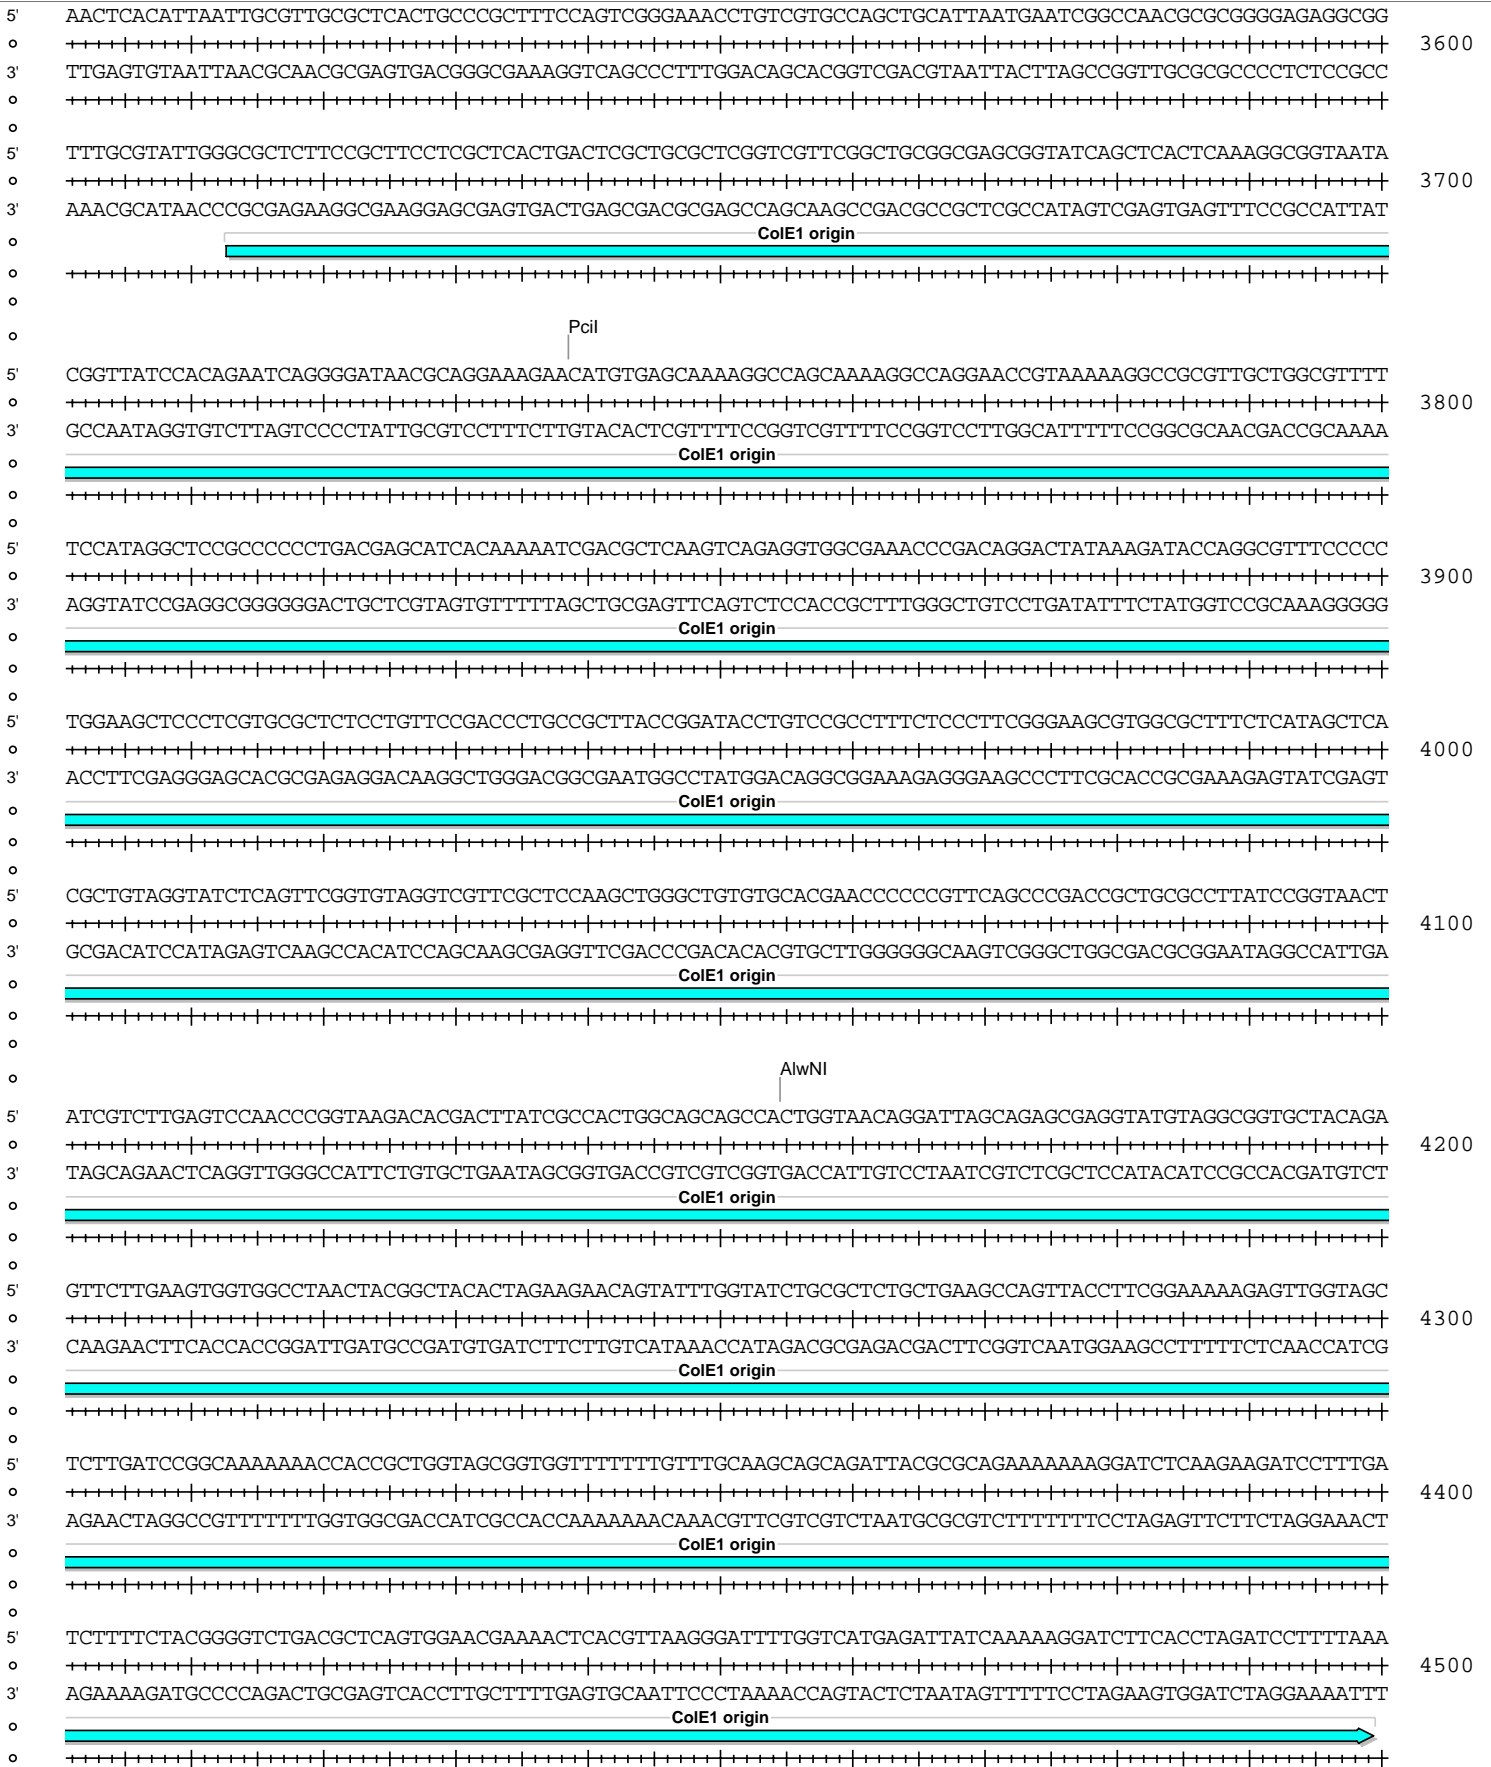 5' AACTCACATTAATTGCGTTGCGCTCACTGCCCGCTTTCCAGTCGGGAAACCTGTCGTGCCAGCTGCATTAATGAATCGGCCAACGCGCGGGGAGAGGCGG
3600
3' TTGAGTGTAATTAACGCAACGCGAGTGACGGGCGAAAGGTCAGCCCTTTGGACAGCACGGTCGACGTAATTACTTAGCCGGTTGCGCGCCCCTCTCCGCC
5' TTTGCGTATTGGGCGCTCTTCCGCTTCCTCGCTCACTGACTCGCTGCGCTCGGTCGTTCGGCTGCGGCGAGCGGTATCAGCTCACTCAAAGGCGGTAATA
3700
3' AAACGCATAACCCGCGAGAAGGCGAAGGAGCGAGTGACTGAGCGACGCGAGCCAGCAAGCCGACGCCGCTCGCCATAGTCGAGTGAGTTTCCGCCATTAT
ColE1 origin
PciI
5' CGGTTATCCACAGAATCAGGGGATAACGCAGGAAAGAACATGTGAGCAAAAGGCCAGCAAAAGGCCAGGAACCGTAAAAAGGCCGCGTTGCTGGCGTTTT
3800
3' GCCAATAGGTGTCTTAGTCCCCTATTGCGTCCTTTCTTGTACACTCGTTTTCCGGTCGTTTTCCGGTCCTTGGCATTTTTCCGGCGCAACGACCGCAAAA
ColE1 origin
5' TCCATAGGCTCCGCCCCCCTGACGAGCATCACAAAAATCGACGCTCAAGTCAGAGGTGGCGAAACCCGACAGGACTATAAAGATACCAGGCGTTTCCCCC
3900
3' AGGTATCCGAGGCGGGGGGACTGCTCGTAGTGTTTTTAGCTGCGAGTTCAGTCTCCACCGCTTTGGGCTGTCCTGATATTTCTATGGTCCGCAAAGGGGG
ColE1 origin
5' TGGAAGCTCCCTCGTGCGCTCTCCTGTTCCGACCCTGCCGCTTACCGGATACCTGTCCGCCTTTCTCCCTTCGGGAAGCGTGGCGCTTTCTCATAGCTCA
4000
3' ACCTTCGAGGGAGCACGCGAGAGGACAAGGCTGGGACGGCGAATGGCCTATGGACAGGCGGAAAGAGGGAAGCCCTTCGCACCGCGAAAGAGTATCGAGT
ColE1 origin
5' CGCTGTAGGTATCTCAGTTCGGTGTAGGTCGTTCGCTCCAAGCTGGGCTGTGTGCACGAACCCCCCGTTCAGCCCGACCGCTGCGCCTTATCCGGTAACT
4100
3' GCGACATCCATAGAGTCAAGCCACATCCAGCAAGCGAGGTTCGACCCGACACACGTGCTTGGGGGGCAAGTCGGGCTGGCGACGCGGAATAGGCCATTGA
ColE1 origin
AlwNI
5' ATCGTCTTGAGTCCAACCCGGTAAGACACGACTTATCGCCACTGGCAGCAGCCACTGGTAACAGGATTAGCAGAGCGAGGTATGTAGGCGGTGCTACAGA
4200
3' TAGCAGAACTCAGGTTGGGCCATTCTGTGCTGAATAGCGGTGACCGTCGTCGGTGACCATTGTCCTAATCGTCTCGCTCCATACATCCGCCACGATGTCT
ColE1 origin
5' GTTCTTGAAGTGGTGGCCTAACTACGGCTACACTAGAAGAACAGTATTTGGTATCTGCGCTCTGCTGAAGCCAGTTACCTTCGGAAAAAGAGTTGGTAGC
4300
3' CAAGAACTTCACCACCGGATTGATGCCGATGTGATCTTCTTGTCATAAACCATAGACGCGAGACGACTTCGGTCAATGGAAGCCTTTTTCTCAACCATCG
ColE1 origin
5' TCTTGATCCGGCAAAAAAACCACCGCTGGTAGCGGTGGTTTTTTTGTTTGCAAGCAGCAGATTACGCGCAGAAAAAAAGGATCTCAAGAAGATCCTTTGA
4400
3' AGAACTAGGCCGTTTTTTTGGTGGCGACCATCGCCACCAAAAAAACAAACGTTCGTCGTCTAATGCGCGTCTTTTTTTCCTAGAGTTCTTCTAGGAAACT
ColE1 origin
5' TCTTTTCTACGGGGTCTGACGCTCAGTGGAACGAAAACTCACGTTAAGGGATTTTGGTCATGAGATTATCAAAAAGGATCTTCACCTAGATCCTTTTAAA
4500
3' AGAAAAGATGCCCCAGACTGCGAGTCACCTTGCTTTTGAGTGCAATTCCCTAAAACCAGTACTCTAATAGTTTTTCCTAGAAGTGGATCTAGGAAAATTT
ColE1 origin